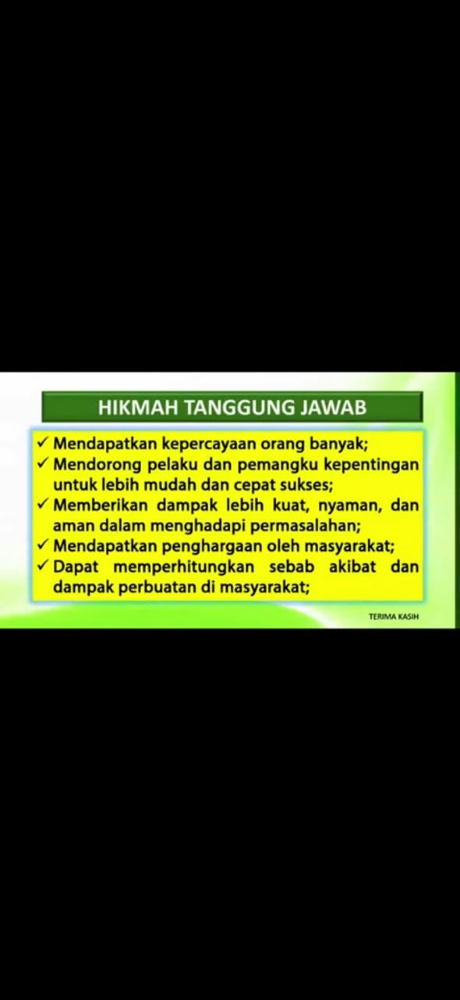 HIKMAH TANGGUNG JAWAB
✓ Mendapatkan kepercayaan orang banyak;
✓ Mendorong pelaku dan pemangku kepentingan
untuk lebih mudah dan cepat sukses;
✓ Memberikan dampak lebih kuat, nyaman, dan
aman dalam menghadapi permasalahan;
✓ Mendapatkan penghargaan oleh masyarakat;
✓ Dapat memperhitungkan sebab akibat dan
dampak perbuatan di masyarakat;
TERIMA KASIH